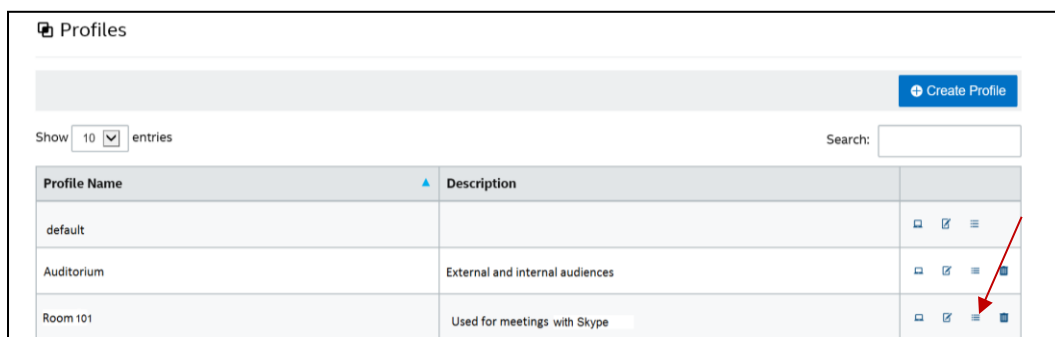 Profiles
Create Profile
Show 10 entries
Search:
Profile Name Description
default
Auditorium External and internal audiences
Room 101 Used for meetings with Skype